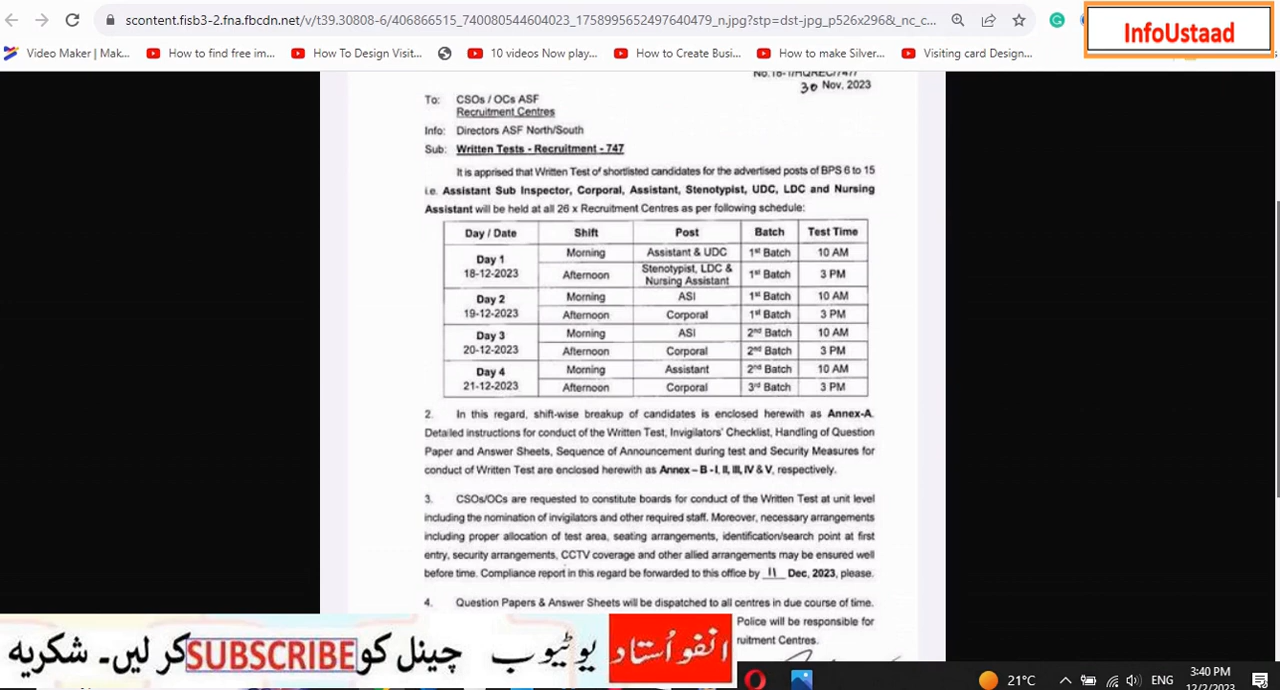 scontent.fisb3-2.fna.fbcdn.net/v/t39.30808-6/406866515_740080544604023_1758995652497640479_n.jpg?stp=dst-jpg_p526x296&_nc_c...
InfoUstaad
Video Maker | Mak...
How to find free im...
How To Design Visit...
10 videos Now play...
How to Create Busi...
How to make Silver...
Visiting card Design...
30 Nov, 2023
To: CSOs / OCs ASF
Recruitment Centres
Info: Directors ASF North/South
Sub: Written Tests - Recruitment - 747
It is apprised that Written Test of shortlisted candidates for the advertised posts of BPS 6 to 15
i.e. Assistant Sub Inspector, Corporal, Assistant, Stenotypist, UDC, LDC and Nursing
Assistant will be held at all 26 x Recruitment Centres as per following schedule:
Day / Date Shift Post Batch Test Time
Day 1 18-12-2023 Morning Assistant & UDC 1st Batch 10 AM
Afternoon Stenotypist, LDC & Nursing Assistant 1st Batch 3 PM
Day 2 19-12-2023 Morning ASI 1st Batch 10 AM
Afternoon Corporal 1st Batch 3 PM
Day 3 20-12-2023 Morning ASI 2nd Batch 10 AM
Afternoon Corporal 2nd Batch 3 PM
Day 4 21-12-2023 Morning Assistant 2nd Batch 10 AM
Afternoon Corporal 3rd Batch 3 PM
2. In this regard, shift-wise breakup of candidates is enclosed herewith as Annex-A.
Detailed instructions for conduct of the Written Test, Invigilators' Checklist, Handling of Question
Paper and Answer Sheets, Sequence of Announcement during test and Security Measures for
conduct of Written Test are enclosed herewith as Annex – B - I, II, III, IV & V, respectively.
3. CSOs/OCs are requested to constitute boards for conduct of the Written Test at unit level
including the nomination of invigilators and other required staff. Moreover, necessary arrangements
including proper allocation of test area, seating arrangements, identification/search point at first
entry, security arrangements, CCTV coverage and other allied arrangements may be ensured well
before time. Compliance report in this regard be forwarded to this office by 11 Dec, 2023, please.
4. Question Papers & Answer Sheets will be dispatched to all centres in due course of time.
Police will be responsible for
ruitment Centres.
انفو اُستاد یوٹیوب چینل کو SUBSCRIBE کر لیں۔ شکریہ
21°C
ENG
3:40 PM
12/2/2023